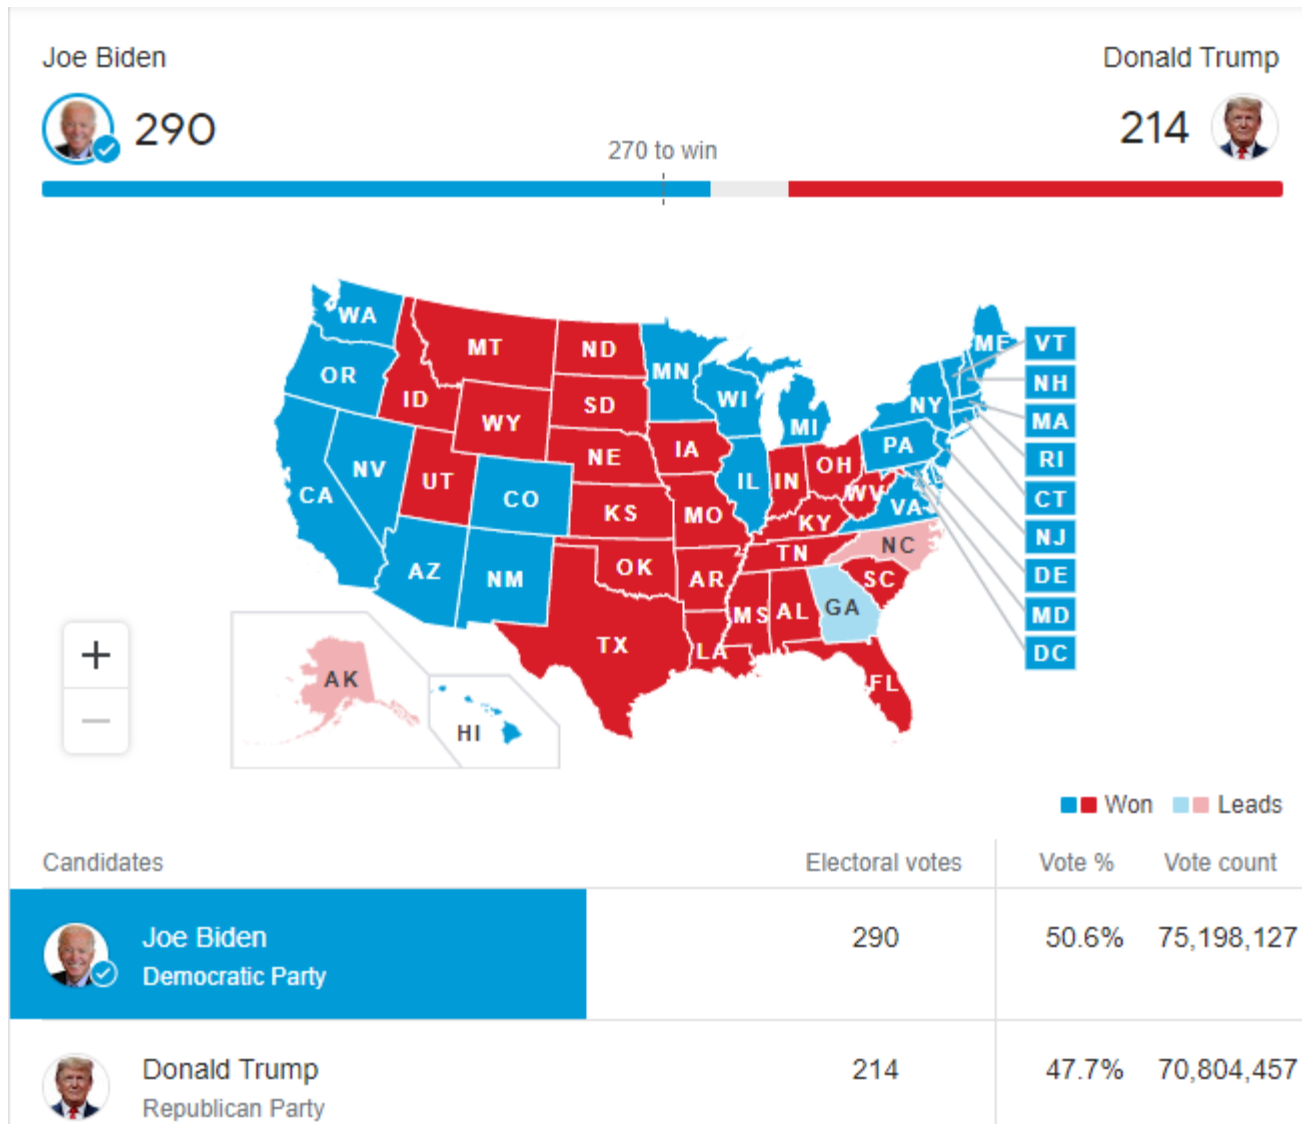 Joe Biden
Donald Trump
290
214
270 to win
WA
MT
ND
MN
ME
VT
OR
ID
SD
WI
NH
WY
MI
NY
MA
NE
IA
PA
RI
NV
UT
CO
IL
IN
OH
CA
KS
MO
WV
VA
CT
KY
NJ
AZ
NM
OK
AR
TN
NC
DE
SC
MS
AL
GA
MD
TX
LA
DC
AK
FL
HI
+
−
Won
Leads
Candidates
Electoral votes
Vote %
Vote count
Joe Biden
290
50.6%
75,198,127
Democratic Party
Donald Trump
214
47.7%
70,804,457
Republican Party